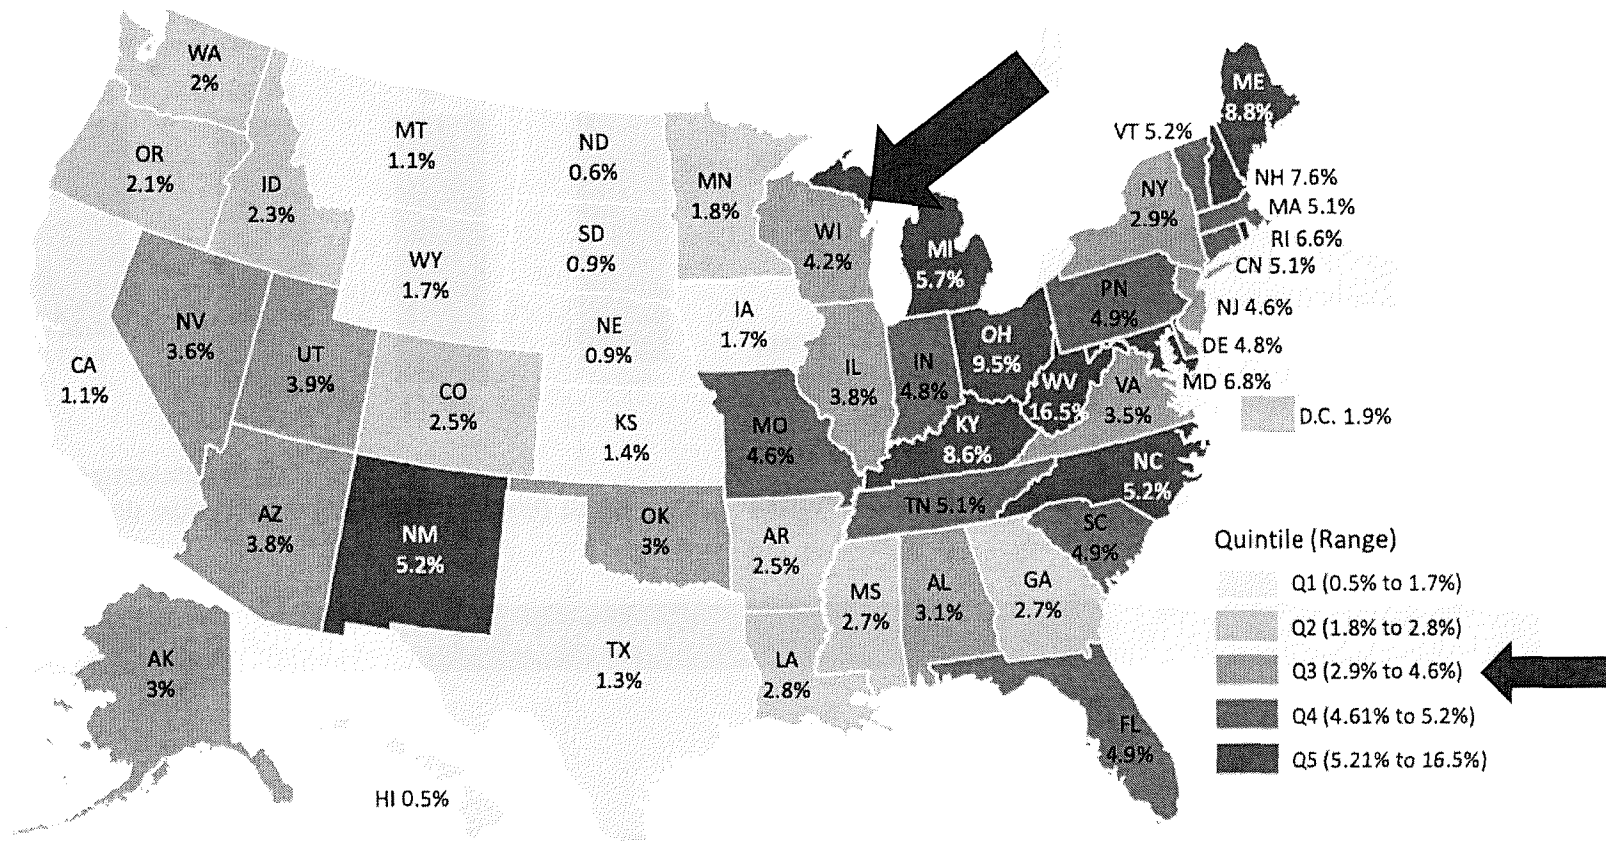 WA
2%
OR
2.1%
ID
2.3%
MT
1.1%
ND
0.6%
MN
1.8%
WI
4.2%
MI
5.7%
NY
2.9%
VT 5.2%
ME
8.8%
NH 7.6%
MA 5.1%
RI 6.6%
CN 5.1%
NJ 4.6%
DE 4.8%
MD 6.8%
D.C. 1.9%
WY
1.7%
SD
0.9%
NE
0.9%
IA
1.7%
NV
3.6%
UT
3.9%
CA
1.1%
CO
2.5%
KS
1.4%
MO
4.6%
IL
3.8%
IN
4.8%
OH
9.5%
PN
4.9%
WV
16.5%
VA
3.5%
KY
8.6%
NC
5.2%
TN 5.1%
SC
4.9%
AZ
3.8%
NM
5.2%
OK
3%
AR
2.5%
MS
2.7%
AL
3.1%
GA
2.7%
TX
1.3%
LA
2.8%
FL
4.9%
AK
3%
HI 0.5%
Quintile (Range)
Q1 (0.5% to 1.7%)
Q2 (1.8% to 2.8%)
Q3 (2.9% to 4.6%)
Q4 (4.61% to 5.2%)
Q5 (5.21% to 16.5%)